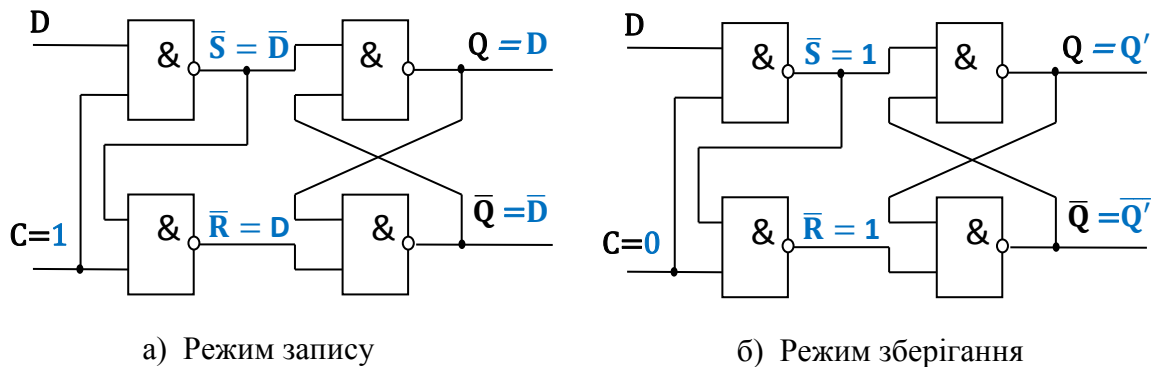 D
&
S̄ = D̄
&
Q = D
C=1
&
R̄ = D
&
Q̄ = D̄
а) Режим запису
D
&
S̄ = 1
&
Q = Q′
C=0
&
R̄ = 1
&
Q̄ = Q̅′̅
б) Режим зберігання